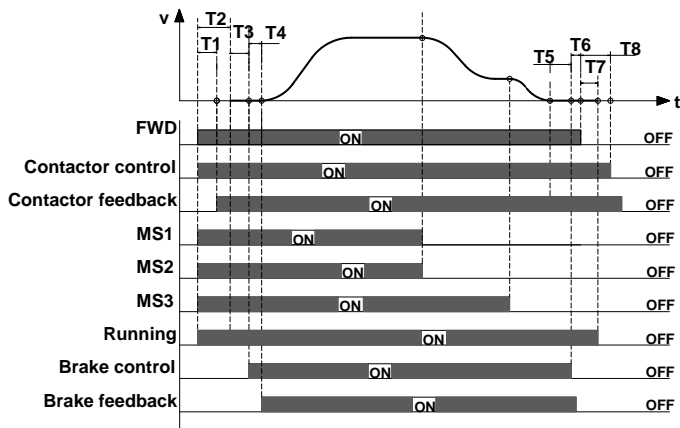 v
T2
T1
T3
T4
T5
T6
T7
T8
t
FWD ON OFF
Contactor control ON OFF
Contactor feedback ON OFF
MS1 ON OFF
MS2 ON OFF
MS3 ON OFF
Running ON OFF
Brake control ON OFF
Brake feedback ON OFF